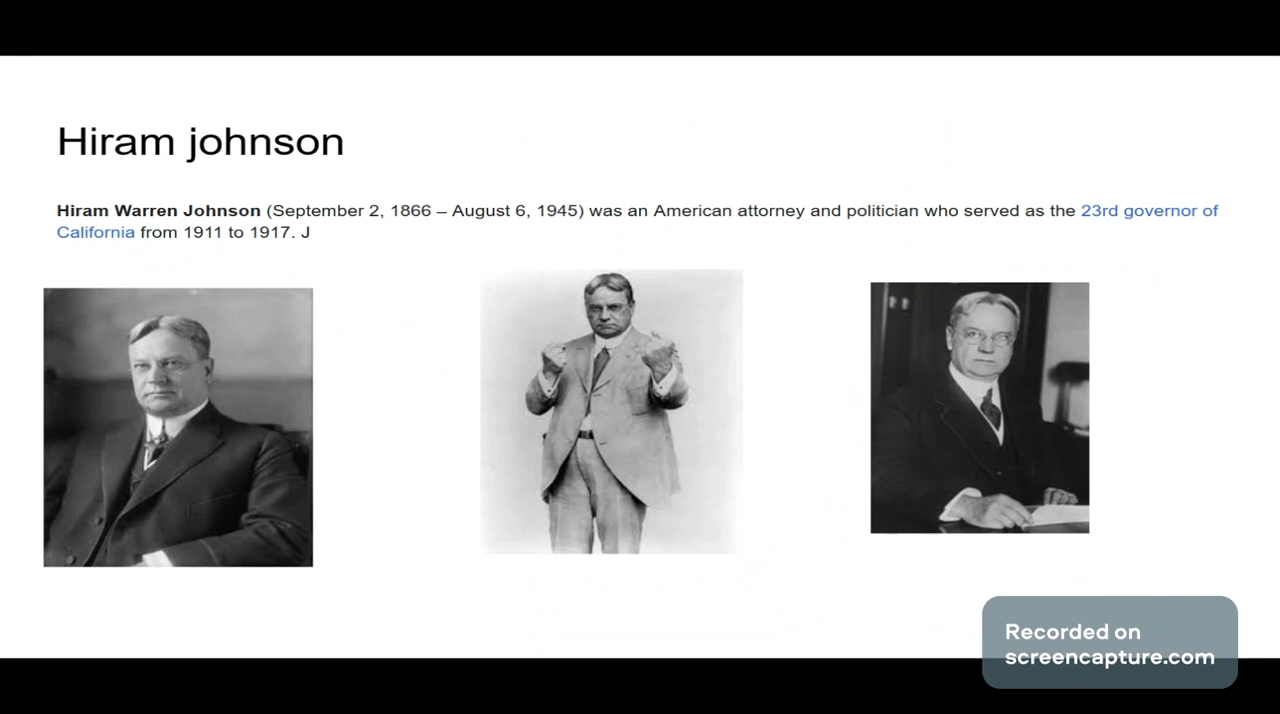 Hiram johnson
Hiram Warren Johnson (September 2, 1866 – August 6, 1945) was an American attorney and politician who served as the 23rd governor of
California from 1911 to 1917. J
Recorded on
screencapture.com